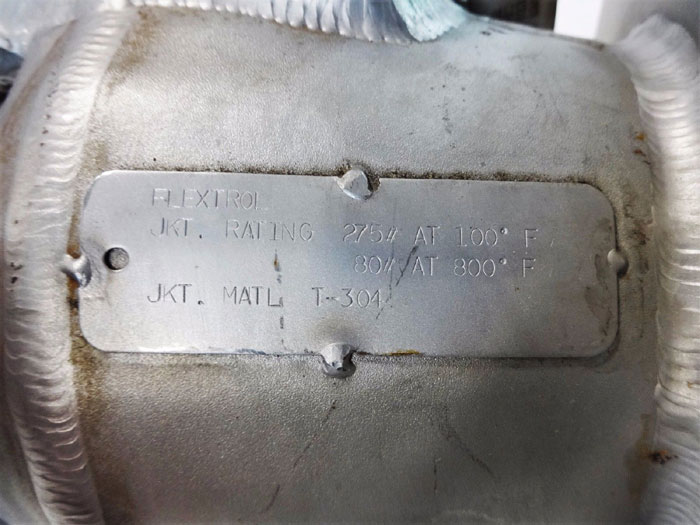 FLEXTROL
JKT. RATING 275# AT 100° F
80# AT 800° F
JKT. MATL T-304